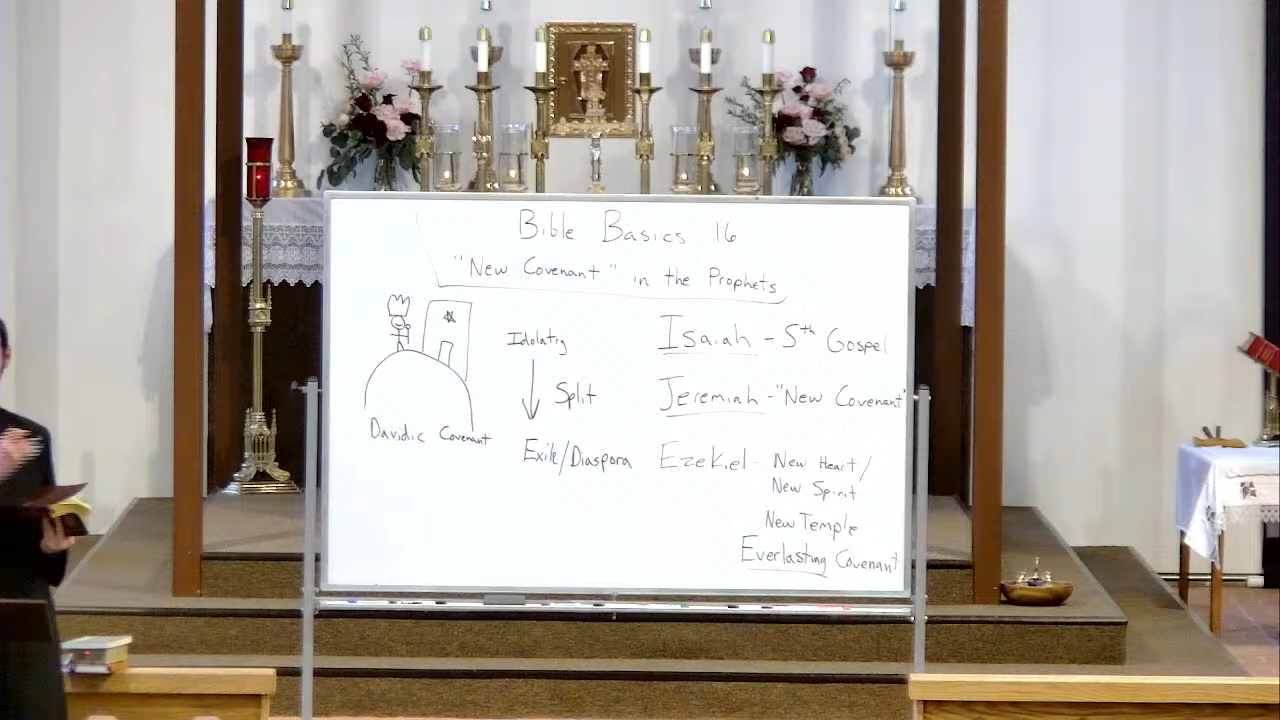 Bible Basics 16
"New Covenant" in the Prophets
Idolatry
Split
Exile/Diaspora
Davidic Covenant
Isaiah - 5th Gospel
Jeremiah - "New Covenant"
Ezekiel - New Heart/
New Spirit
New Temple
Everlasting Covenant